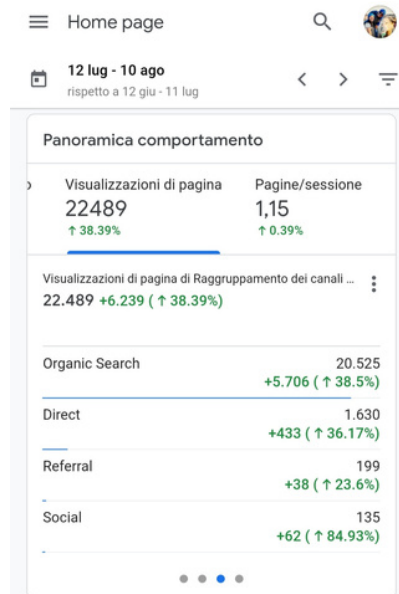 Home page
12 lug - 10 ago
rispetto a 12 giu - 11 lug
Panoramica comportamento
Visualizzazioni di pagina
22489
↑ 38.39%
Pagine/sessione
1,15
↑ 0.39%
Visualizzazioni di pagina di Raggruppamento dei canali ...
22.489 +6.239 ( ↑ 38.39%)
Organic Search
20.525
+5.706 ( ↑ 38.5%)
Direct
1.630
+433 ( ↑ 36.17%)
Referral
199
+38 ( ↑ 23.6%)
Social
135
+62 ( ↑ 84.93%)